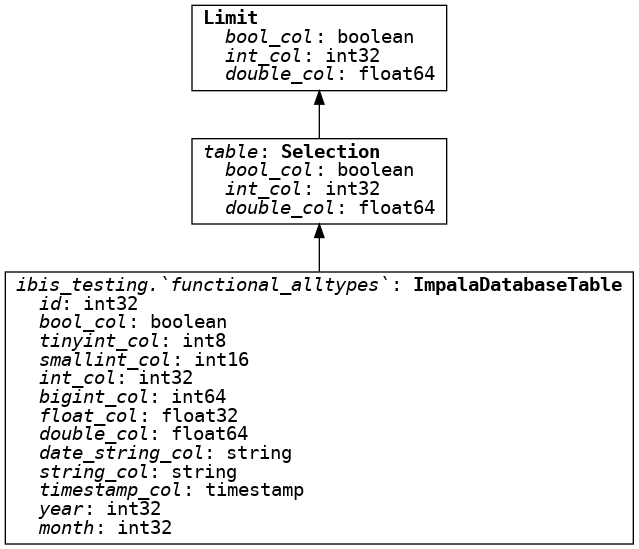 Limit
bool_col: boolean
int_col: int32
double_col: float64
table: Selection
bool_col: boolean
int_col: int32
double_col: float64
ibis_testing.`functional_alltypes`: ImpalaDatabaseTable
id: int32
bool_col: boolean
tinyint_col: int8
smallint_col: int16
int_col: int32
bigint_col: int64
float_col: float32
double_col: float64
date_string_col: string
string_col: string
timestamp_col: timestamp
year: int32
month: int32